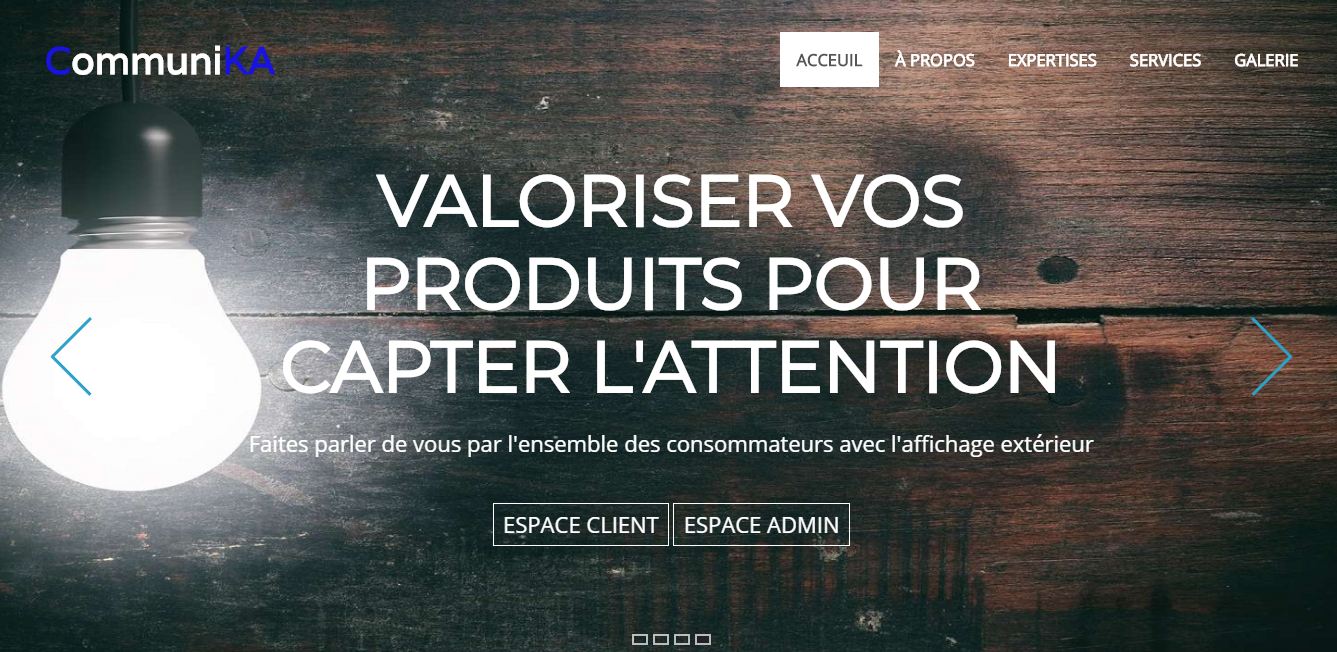 CommuniKA
ACCEUIL À PROPOS EXPERTISES SERVICES GALERIE
VALORISER VOS
PRODUITS POUR
CAPTER L'ATTENTION
Faites parler de vous par l'ensemble des consommateurs avec l'affichage extérieur
ESPACE CLIENT ESPACE ADMIN